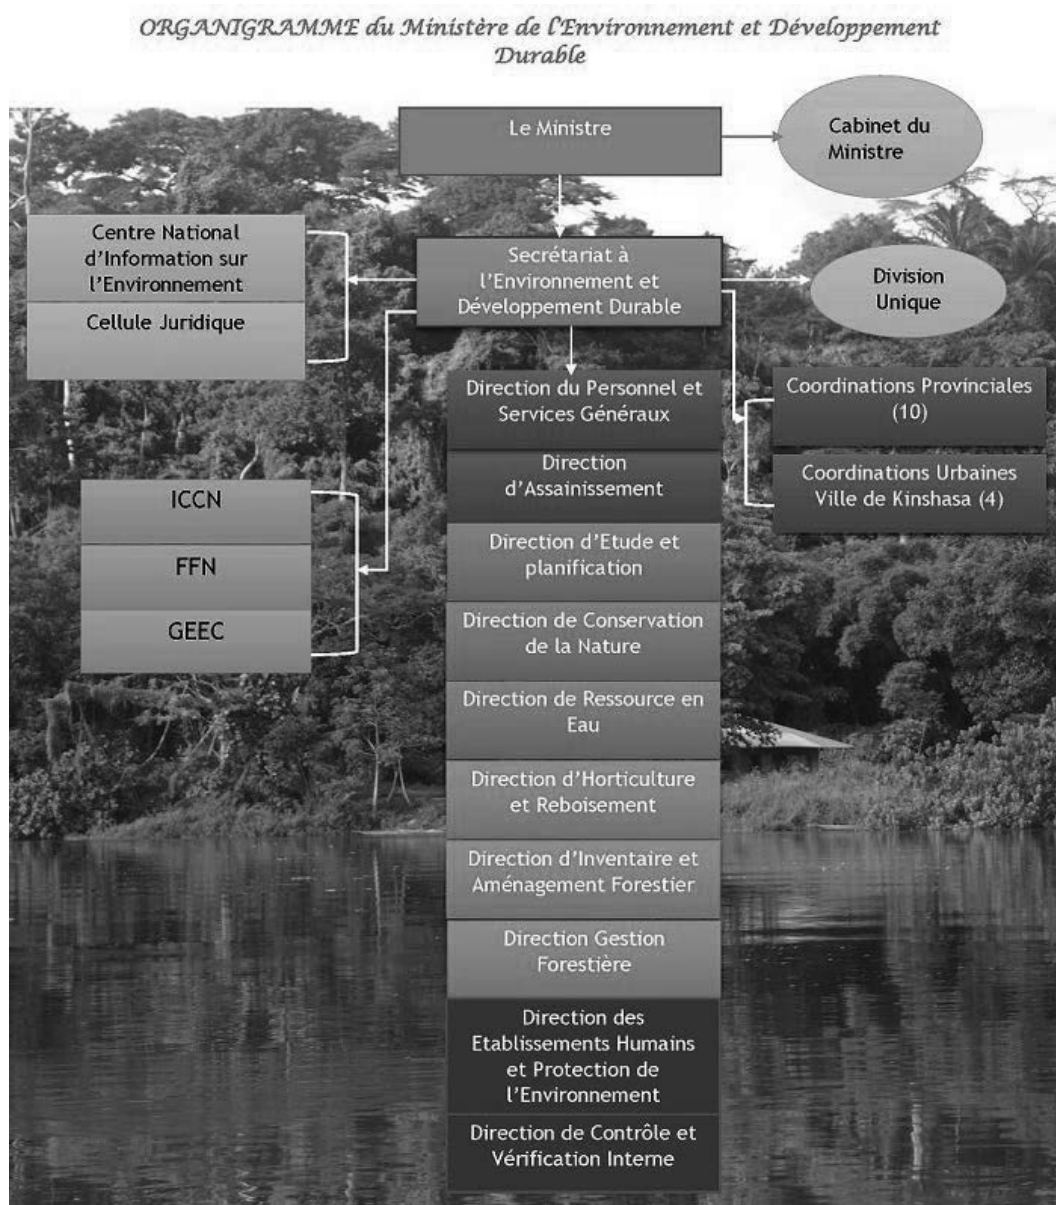 ORGANIGRAMME du Ministère de l'Environnement et Développement
Durable
Le Ministre
Cabinet du
Ministre
Centre National
d'Information sur
l'Environnement
Cellule Juridique
Secrétariat à
l'Environnement et
Développement Durable
Division
Unique
Direction du Personnel et
Services Généraux
Coordinations Provinciales
(10)
Direction
d'Assainissement
Coordinations Urbaines
Ville de Kinshasa (4)
ICCN
FFN
GEEC
Direction d'Etude et
planification
Direction de Conservation
de la Nature
Direction de Ressource en
Eau
Direction d'Horticulture
et Reboisement
Direction d'Inventaire et
Aménagement Forestier
Direction Gestion
Forestière
Direction des
Etablissements Humains
et Protection de
l'Environnement
Direction de Contrôle et
Vérification Interne